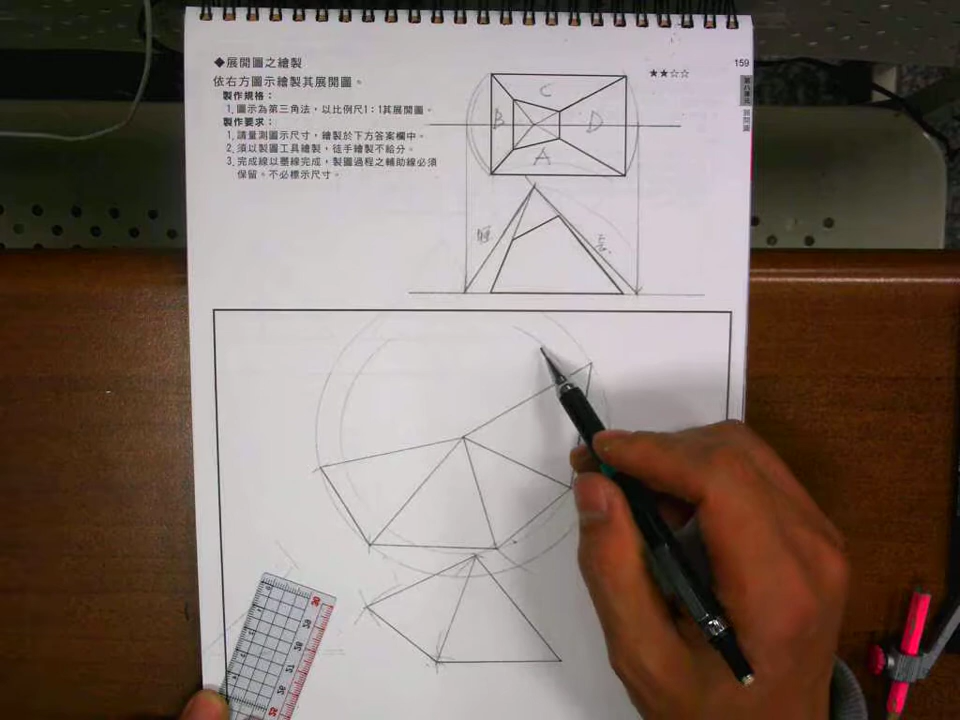 159
◆展開圖之繪製
★★☆☆
依右方圖示繪製其展開圖。
製作規格：
1. 圖示為第三角法，以比例尺1：1其展開圖。
製作要求：
1. 請量測圖示尺寸，繪製於下方答案欄中。
2. 須以製圖工具繪製，徒手繪製不給分。
3. 完成線以墨線完成，製圖過程之輔助線必須
保留。不必標示尺寸。
C
B
D
A
展開圖
30